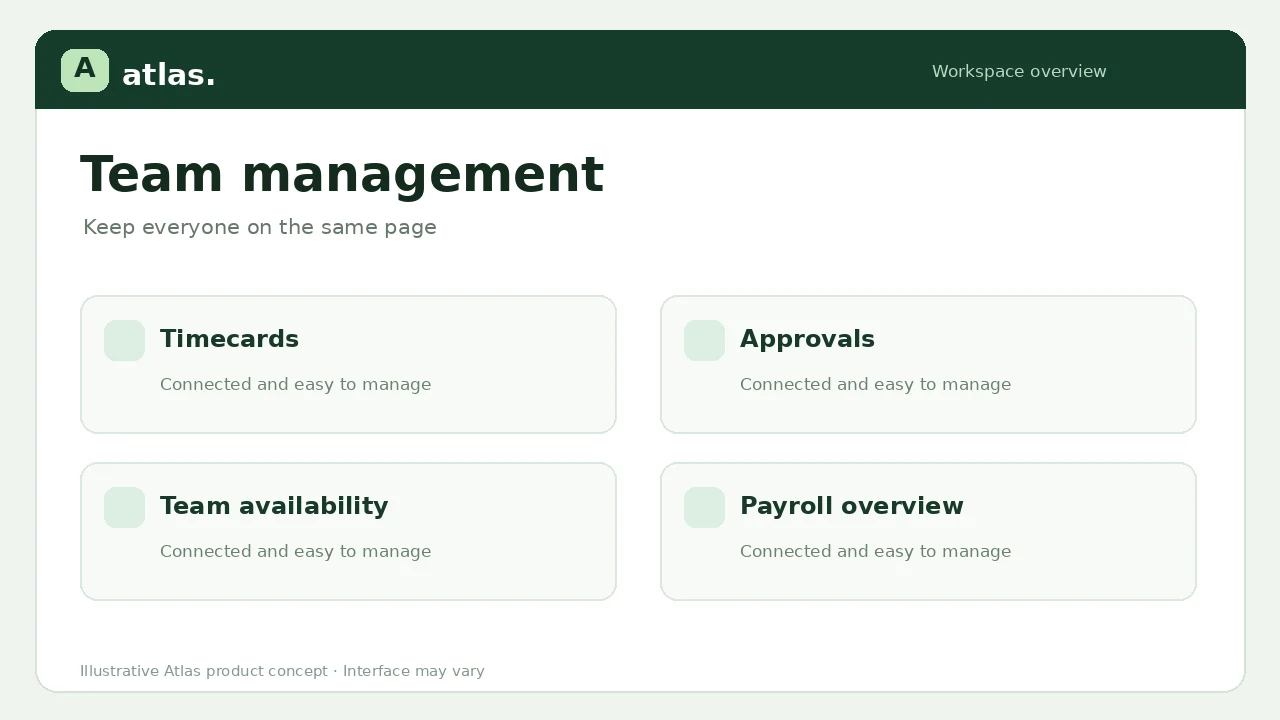 A atlas.
Workspace overview
Team management
Keep everyone on the same page
Timecards
Connected and easy to manage
Approvals
Connected and easy to manage
Team availability
Connected and easy to manage
Payroll overview
Connected and easy to manage
Illustrative Atlas product concept · Interface may vary